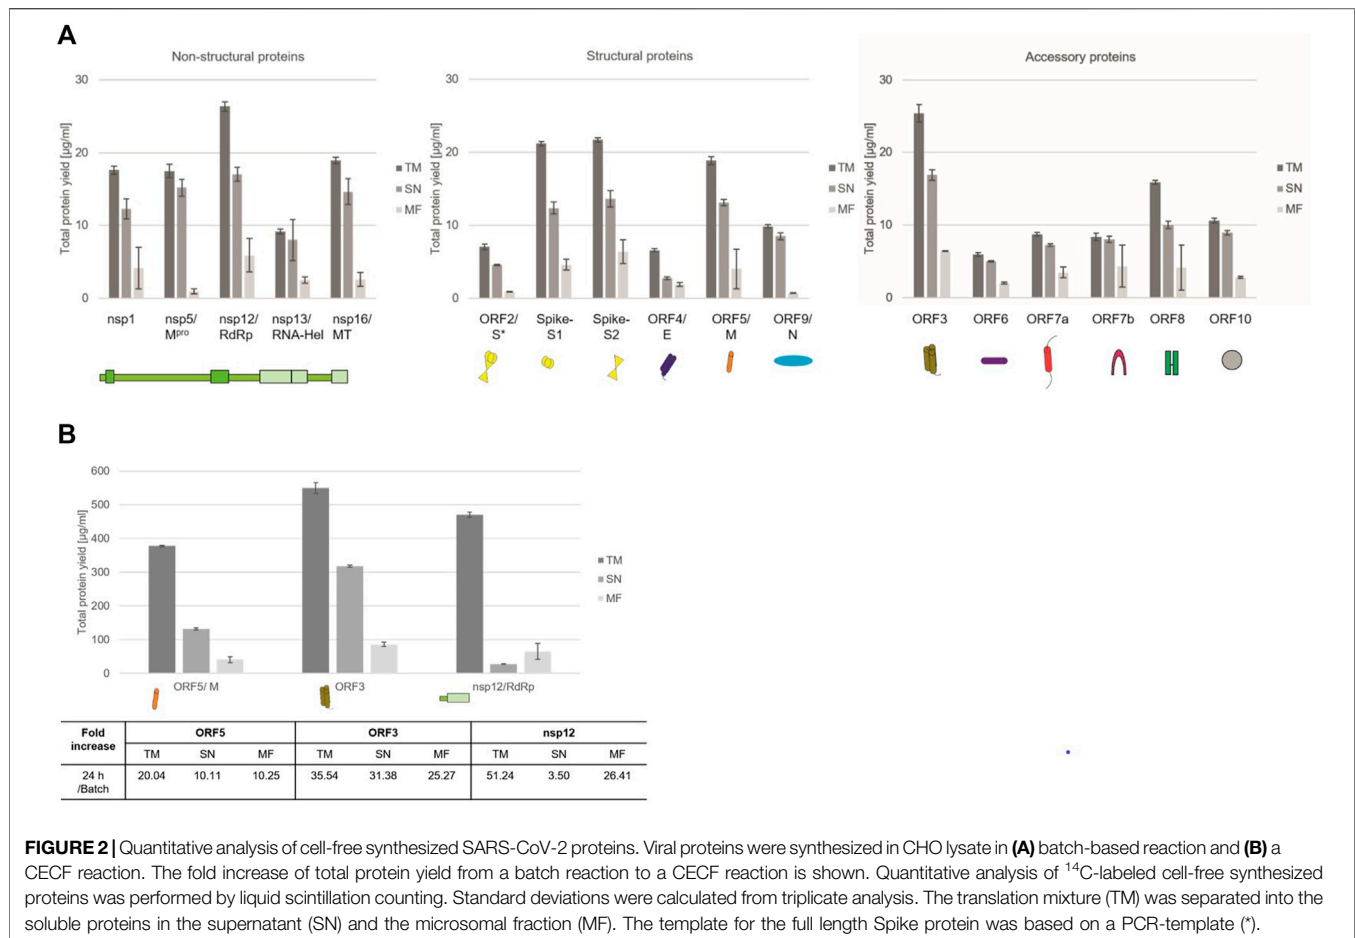 A
Non-structural proteins
Total protein yield [µg/ml]
30
20
10
0
TM
SN
MF
nsp1 nsp5/ nsp12/ nsp13/ nsp16/
Mpro RdRp RNA-Hel MT
Structural proteins
Total protein yield [µg/ml]
30
20
10
0
TM
SN
MF
ORF2/ Spike- Spike- ORF4/ ORF5/ ORF9/
S* S1 S2 E M N
Accessory proteins
Total protein yield [µg/ml]
30
20
10
0
TM
SN
MF
ORF3 ORF6 ORF7a ORF7b ORF8 ORF10
B
Total protein yield [µg/ml]
600
500
400
300
200
100
0
TM
SN
MF
ORF5/ M ORF3 nsp12/RdRp
Fold increase ORF5 ORF3 nsp12
TM SN MF TM SN MF TM SN MF
24 h /Batch 20.04 10.11 10.25 35.54 31.38 25.27 51.24 3.50 26.41
FIGURE 2 | Quantitative analysis of cell-free synthesized SARS-CoV-2 proteins. Viral proteins were synthesized in CHO lysate in (A) batch-based reaction and (B) a
CECF reaction. The fold increase of total protein yield from a batch reaction to a CECF reaction is shown. Quantitative analysis of ¹⁴C-labeled cell-free synthesized
proteins was performed by liquid scintillation counting. Standard deviations were calculated from triplicate analysis. The translation mixture (TM) was separated into the
soluble proteins in the supernatant (SN) and the microsomal fraction (MF). The template for the full length Spike protein was based on a PCR-template (*).